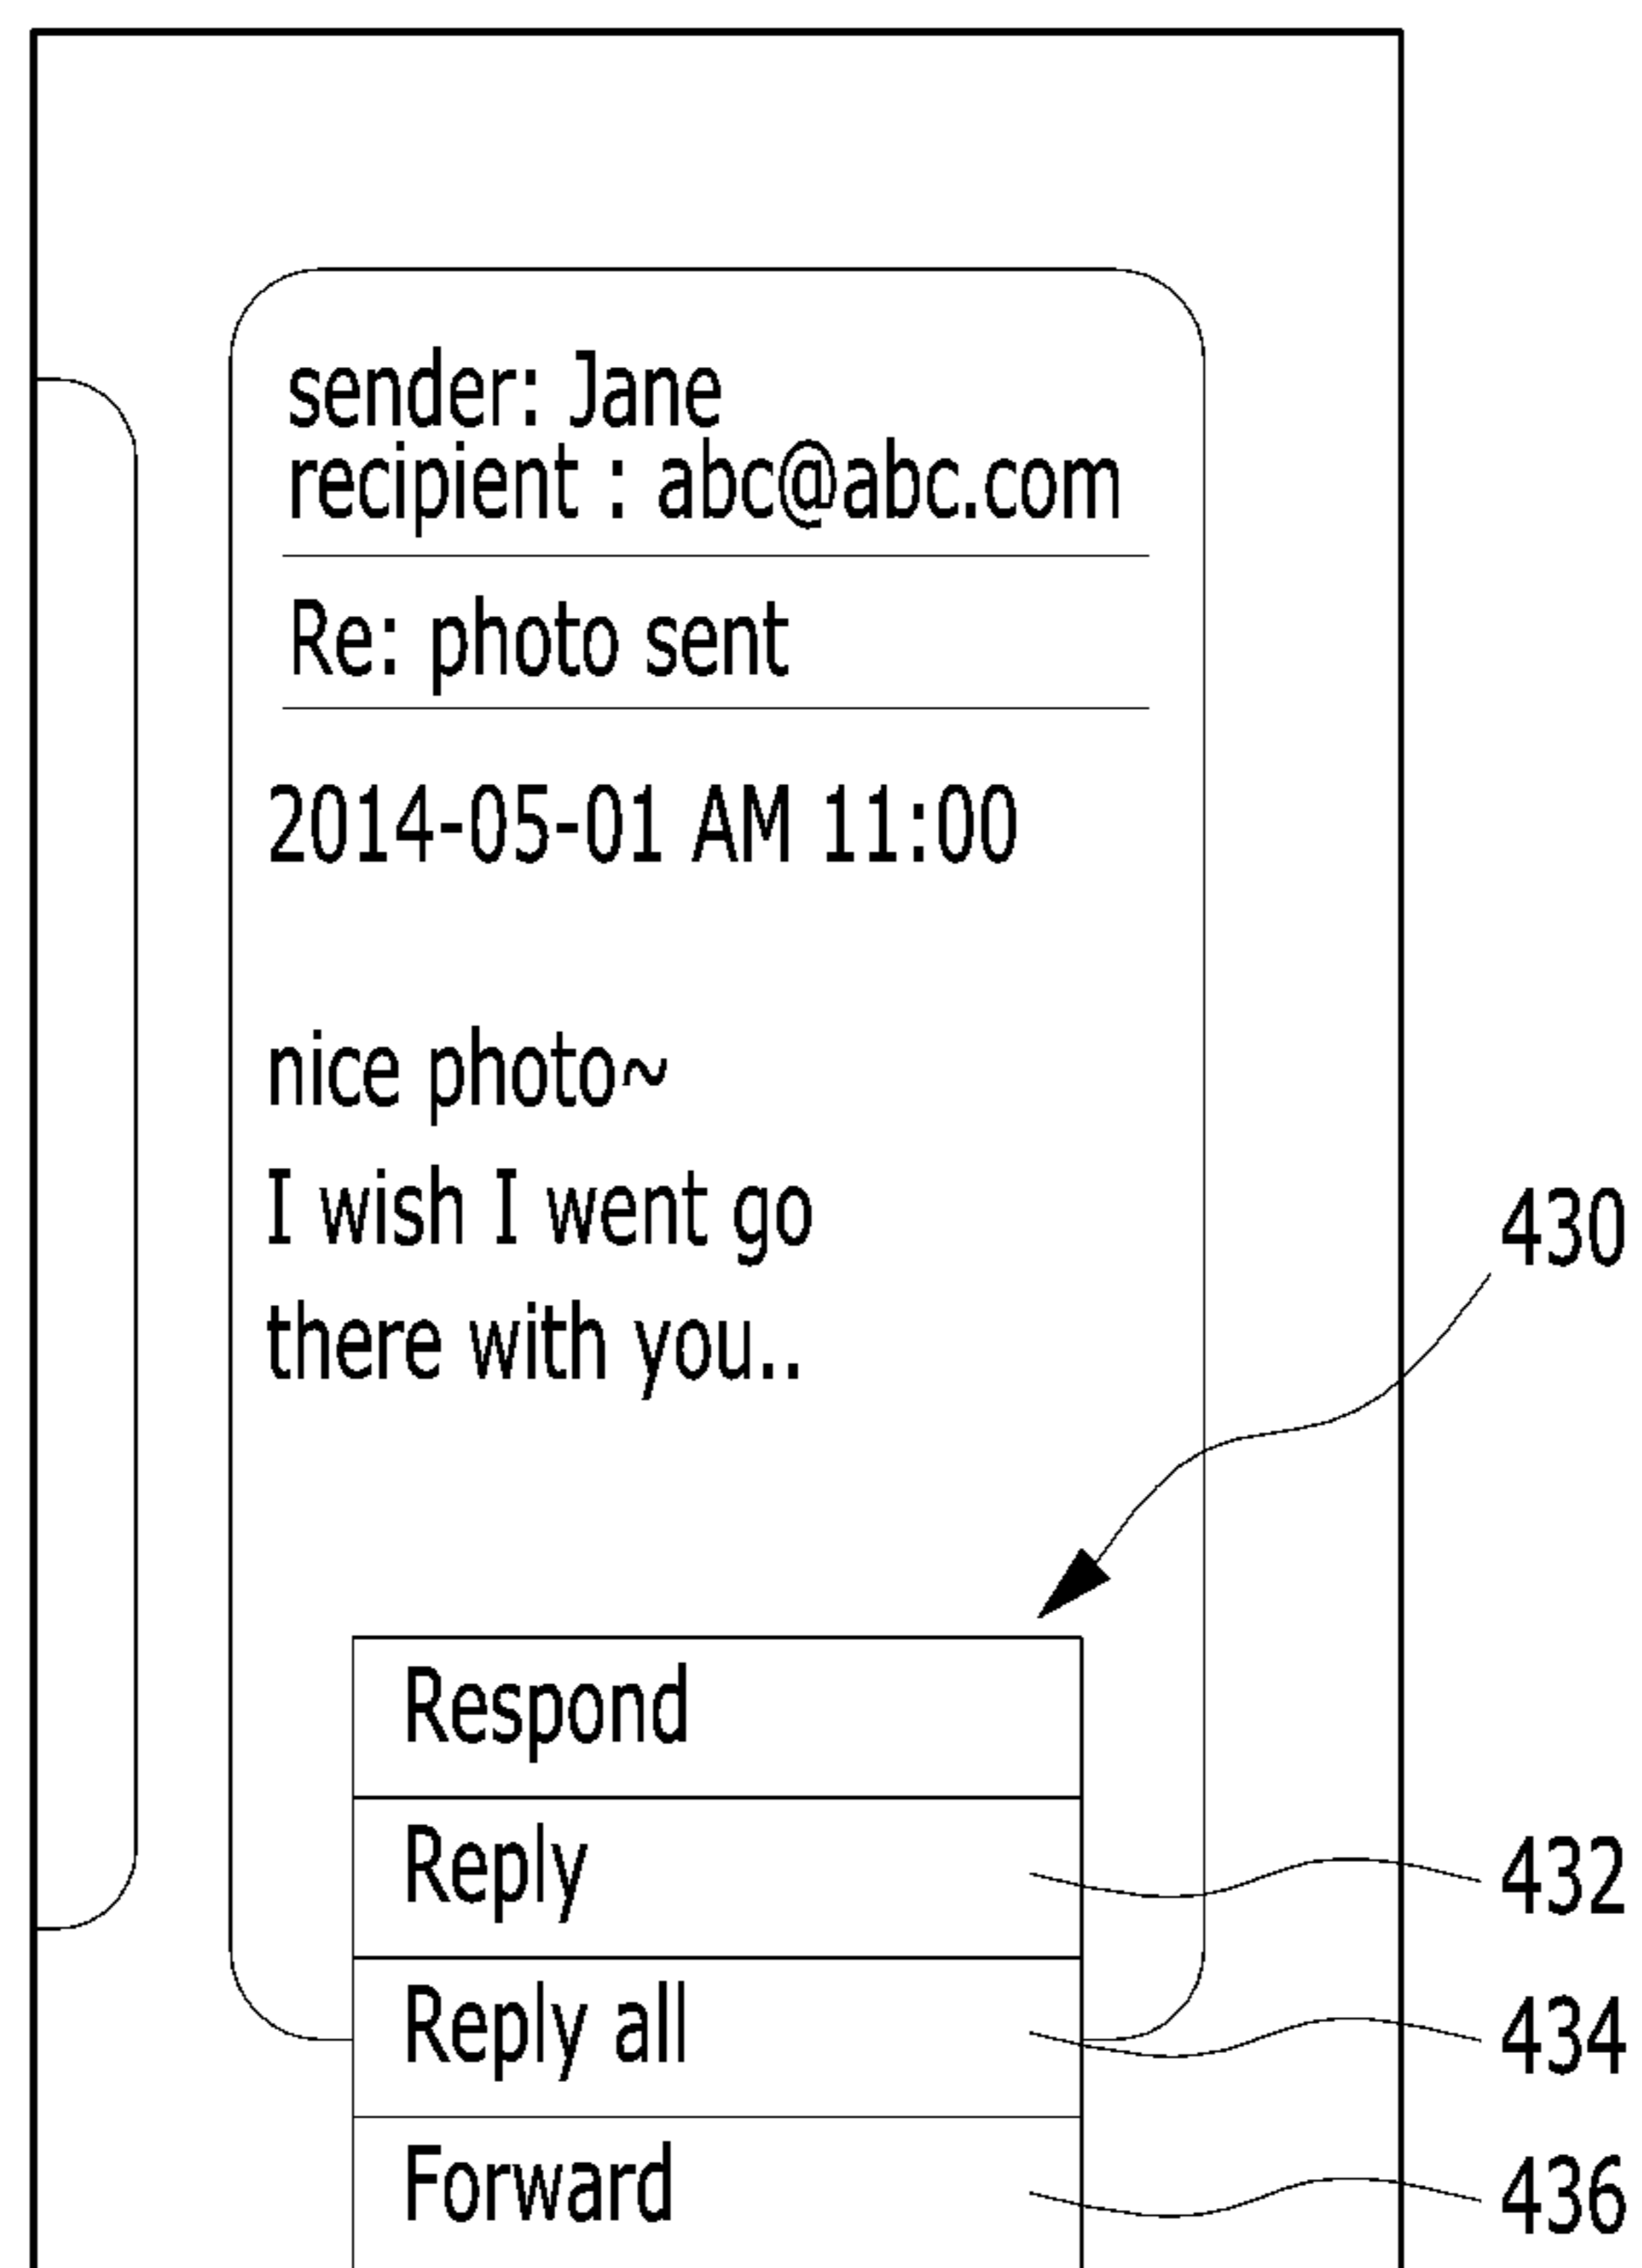 sender: Jane
recipient : abc@abc.com
Re: photo sent
2014-05-01 AM 11:00
nice photo~
I wish I went go
there with you..
430
Respond
Reply
432
Reply all
434
Forward
436